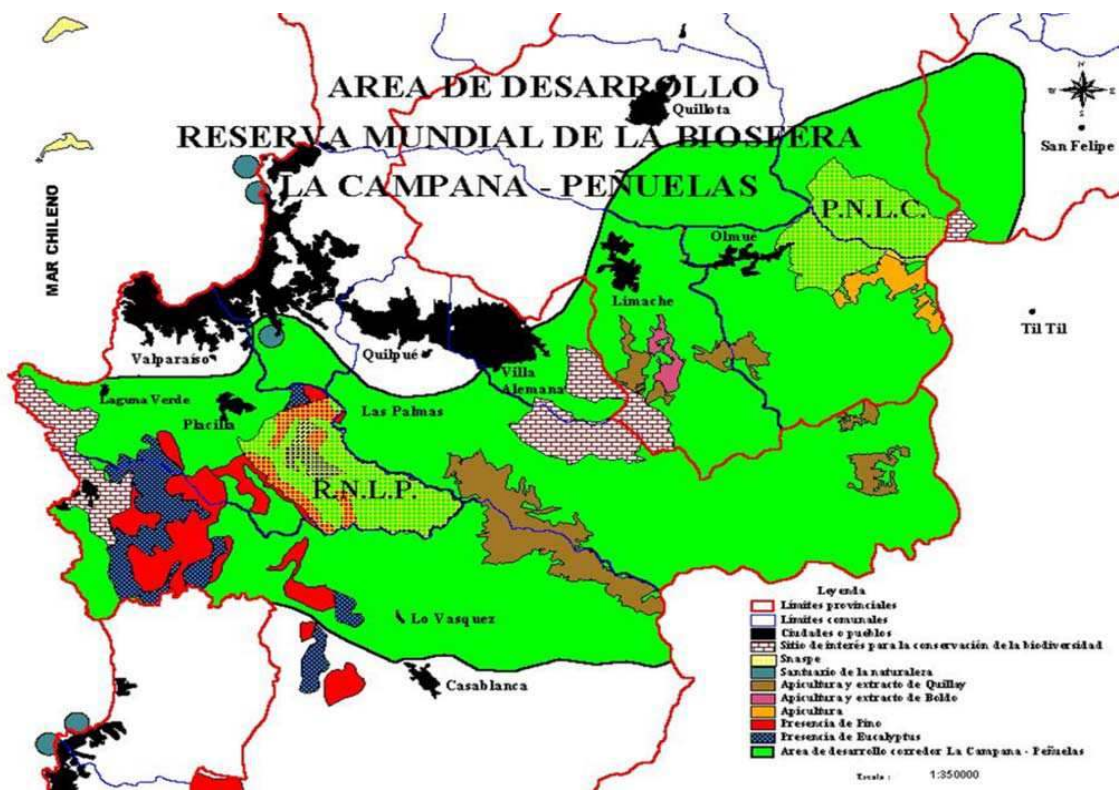 AREA DE DESARROLLO
RESERVA MUNDIAL DE LA BIOSFERA
LA CAMPANA - PEÑUELAS
Quillota
N
W
E
S
San Felipe
MAR CHILENO
P.N.L.C.
Olmué
Limache
Til Til
Valparaíso
Quilpué
Villa
Alemana
Laguna Verde
Placilla
Las Palmas
R.N.L.P.
Lo Vasquez
Casablanca
Leyenda
Límites provinciales
Límites comunales
Ciudades o pueblos
Sitio de interés para la conservación de la biodiversidad
Snaspe
Santuario de la naturaleza
Apicultura y extracto de Quillay
Apicultura y extracto de Boldo
Apicultura
Presencia de Pino
Presencia de Eucalyptus
Area de desarrollo corredor La Campana - Peñuelas
Escala : 1:350000